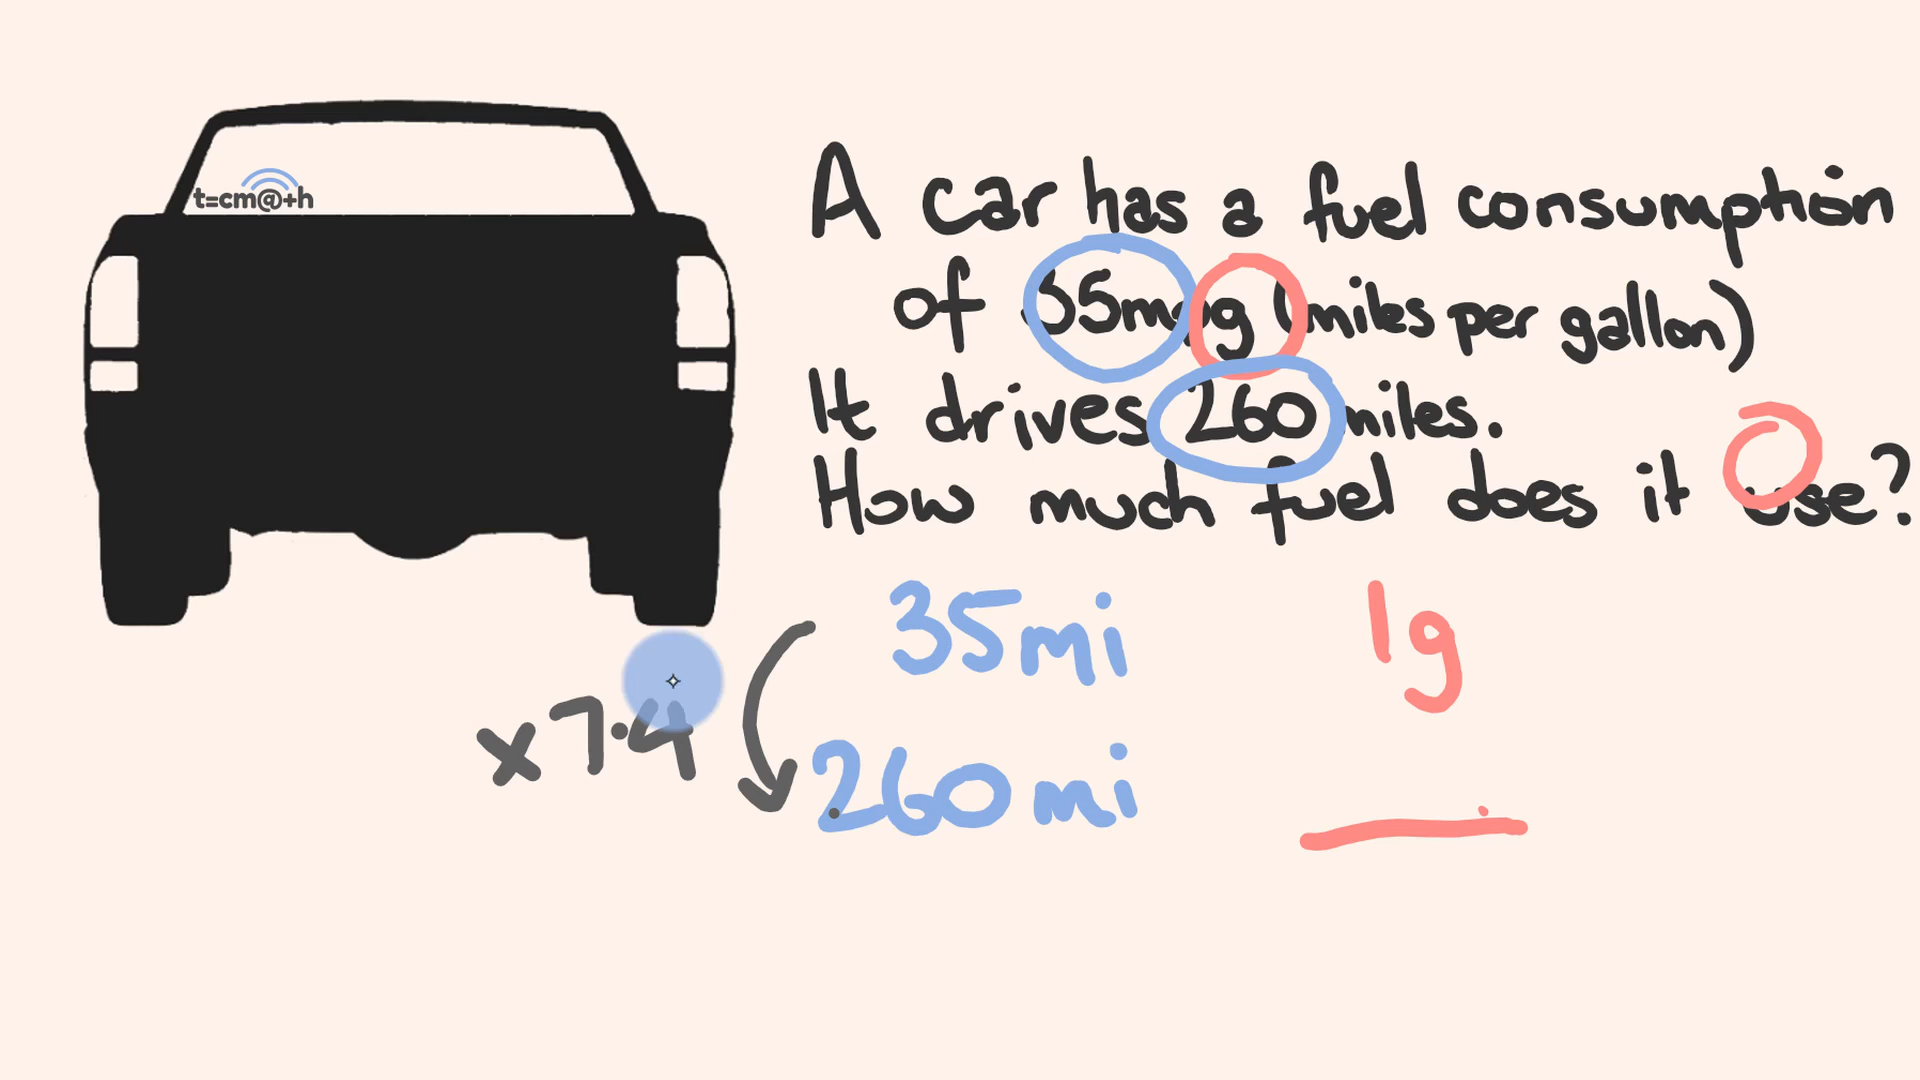 t=cm@+h
A car has a fuel consumption
of 35mpg (miles per gallon)
It drives 260 miles.
How much fuel does it use?
35mi 1g
x7.4
260mi